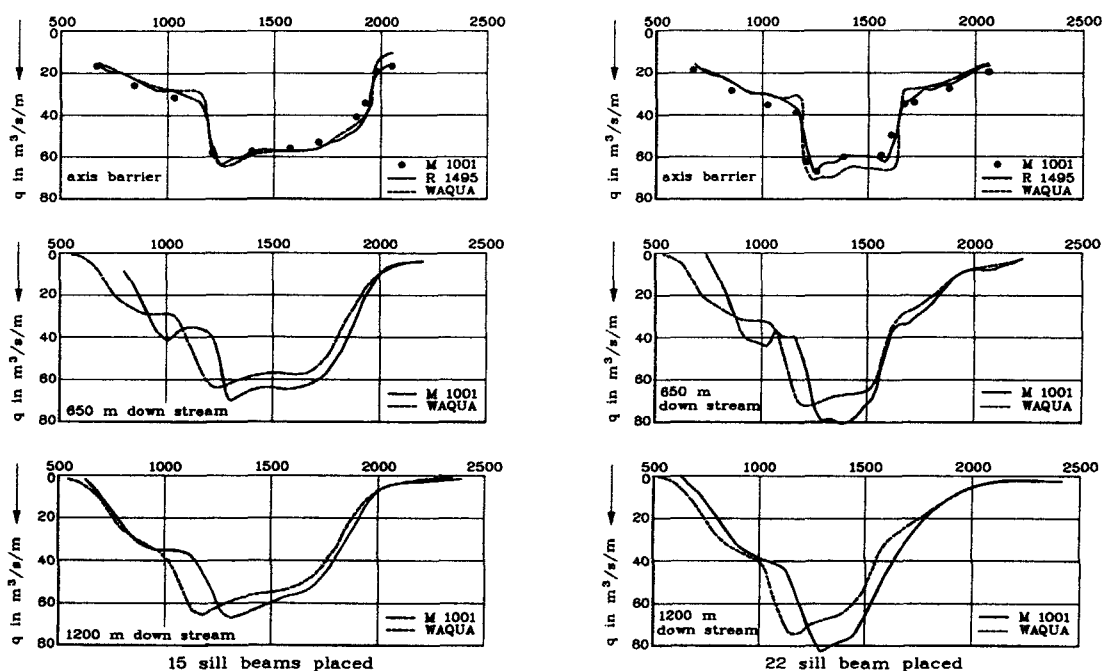 500 1000 1500 2000 2500
0
20
40
60
80
q in m³/s/m
axis barrier
M 1001
R 1495
WAQUA
500 1000 1500 2000 2500
0
20
40
60
80
q in m³/s/m
axis barrier
M 1001
R 1495
WAQUA
500 1000 1500 2000 2500
0
20
40
60
80
q in m³/s/m
650 m down stream
M 1001
WAQUA
500 1000 1500 2000 2500
0
20
40
60
80
q in m³/s/m
650 m
down stream
M 1001
WAQUA
500 1000 1500 2000 2500
0
20
40
60
80
q in m³/s/m
1200 m down stream
M 1001
WAQUA
15 sill beams placed
500 1000 1500 2000 2500
0
20
40
60
80
q in m³/s/m
1200 m
down stream
M 1001
WAQUA
22 sill beam placed